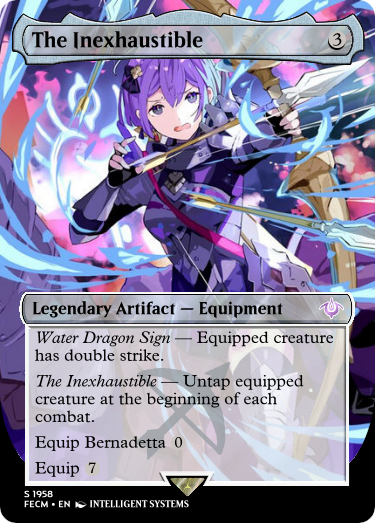 The Inexhaustible 3
Legendary Artifact — Equipment
Water Dragon Sign — Equipped creature
has double strike.
The Inexhaustible — Untap equipped
creature at the beginning of each
combat.
Equip Bernadetta 0
Equip 7
S 1958
FECM • EN INTELLIGENT SYSTEMS